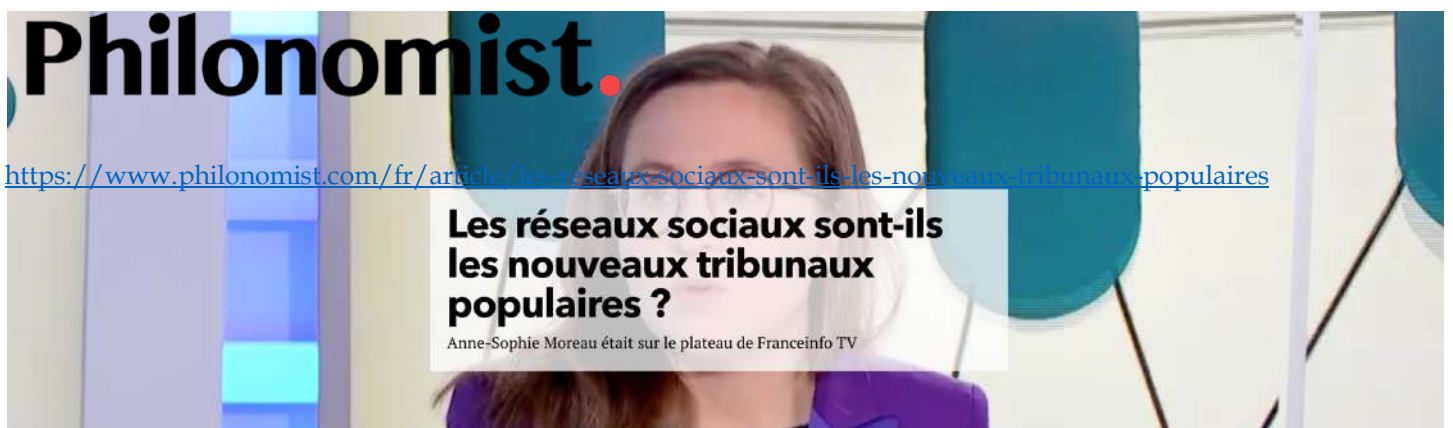 Philonomist.
https://www.philonomist.com/fr/article/les-reseaux-sociaux-sont-ils-les-nouveaux-tribunaux-populaires
Les réseaux sociaux sont-ils
les nouveaux tribunaux
populaires ?
Anne-Sophie Moreau était sur le plateau de Franceinfo TV